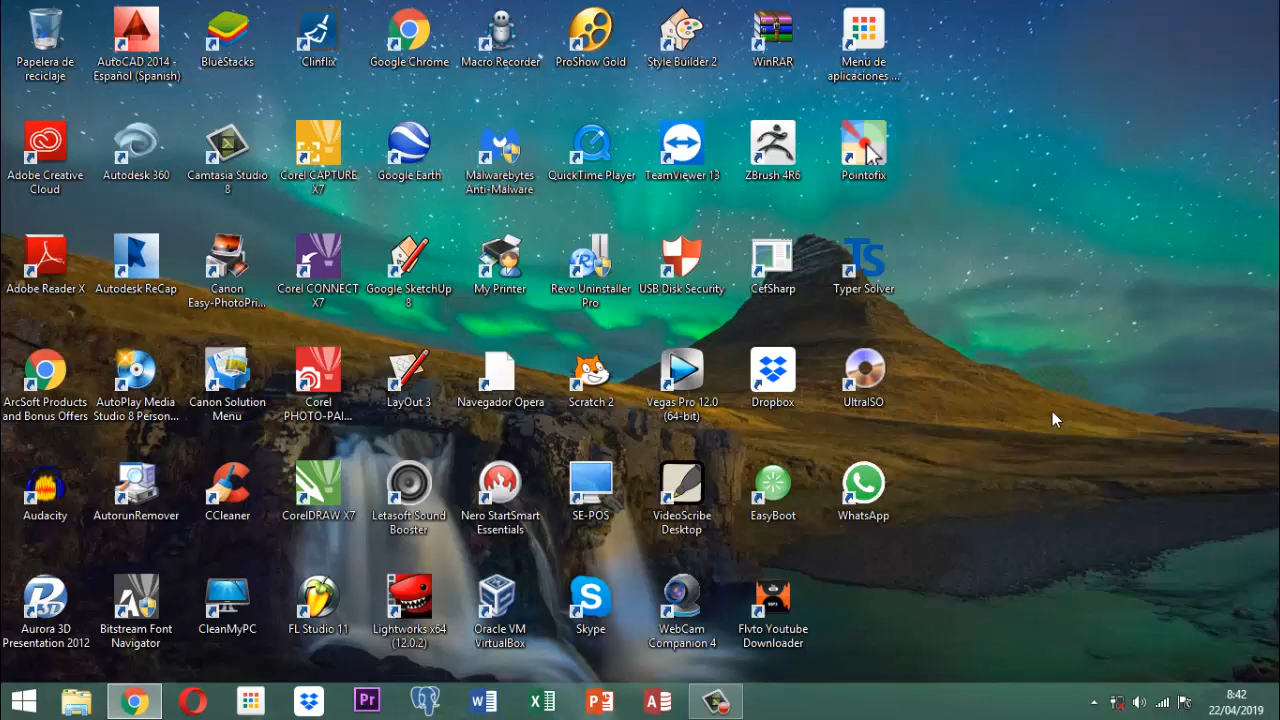 Papelera de
reciclaje
AutoCAD 2014 -
Español (Spanish)
BlueStacks
Clinflix
Google Chrome
Macro Recorder
ProShow Gold
Style Builder 2
WinRAR
Menú de
aplicaciones ...
Adobe Creative
Cloud
Autodesk 360
Camtasia Studio
8
Corel CAPTURE
X7
Google Earth
Malwarebytes
Anti-Malware
QuickTime Player
TeamViewer 13
ZBrush 4R6
Pointofix
Adobe Reader X
Autodesk ReCap
Canon
Easy-PhotoPri...
Corel CONNECT
X7
Google SketchUp
8
My Printer
Revo Uninstaller
Pro
USB Disk Security
CefSharp
Ts
Typer Solver
ArcSoft Products
and Bonus Offers
AutoPlay Media
Studio 8 Person...
Canon Solution
Menu
Corel
PHOTO-PAI...
LayOut 3
Navegador Opera
Scratch 2
Vegas Pro 12.0
(64-bit)
Dropbox
UltraISO
Audacity
AutorunRemover
CCleaner
CorelDRAW X7
Letasoft Sound
Booster
Nero StartSmart
Essentials
SE-POS
VideoScribe
Desktop
EasyBoot
WhatsApp
Aurora 3D
Presentation 2012
Bitstream Font
Navigator
CleanMyPC
FL Studio 11
Lightworks x64
(12.0.2)
Oracle VM
VirtualBox
Skype
WebCam
Companion 4
Flvto Youtube
Downloader
Pr
8:42
22/04/2019